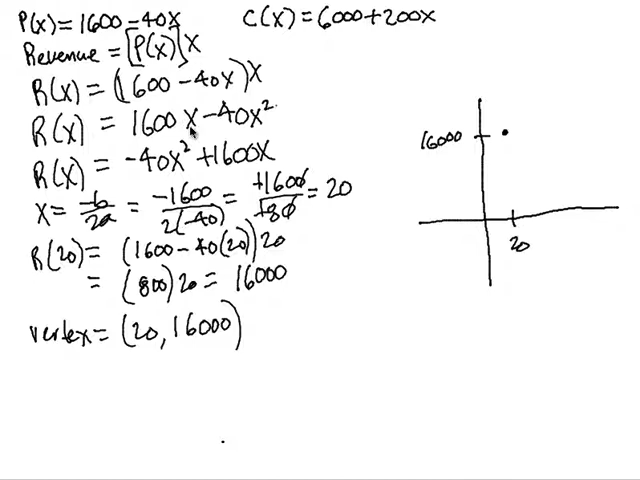 P(x) = 1600 - 40x
C(x) = 6000 + 200x
Revenue = [P(x)] x
R(x) = (1600 - 40x) x
R(x) = 1600x - 40x²
R(x) = -40x² + 1600x
x = -b/2a = -1600/2(-40) = +1600/+80 = 20
R(20) = (1600 - 40(20)) 20
= (800) 20 = 16000
vertex = (20, 16000)
16000
20